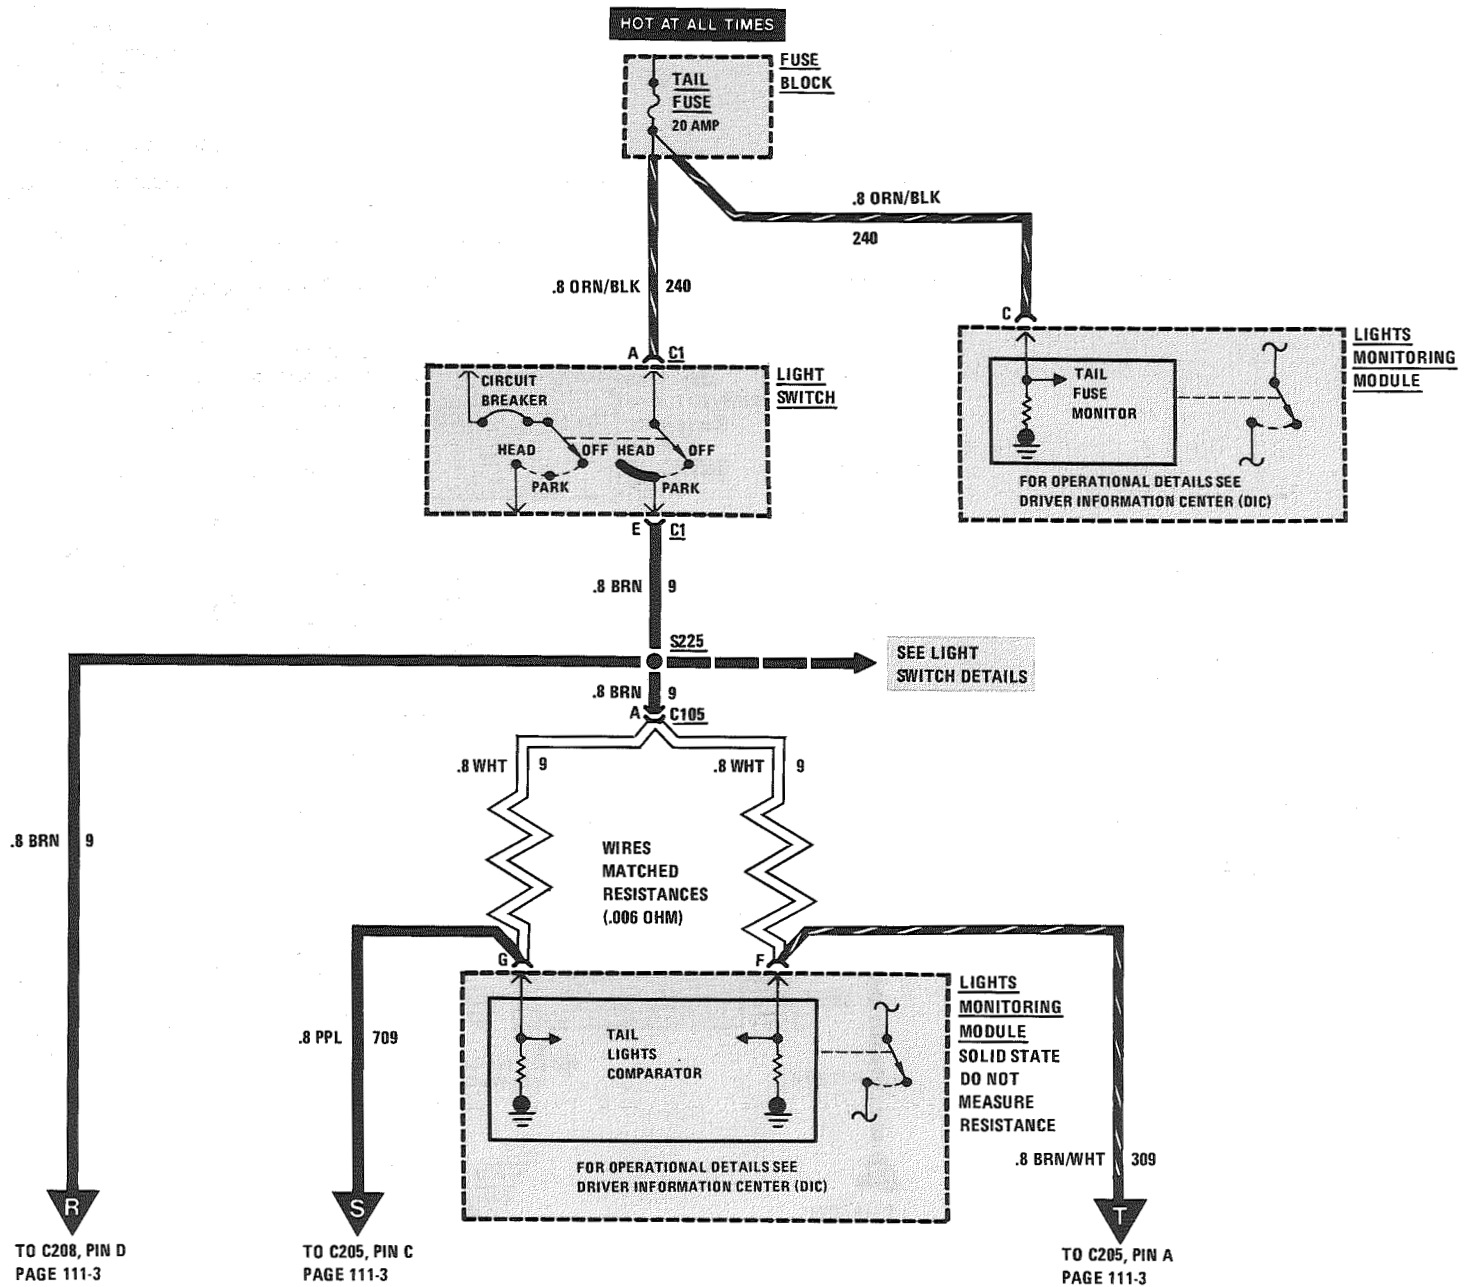 HOT AT ALL TIMES
FUSE
BLOCK
TAIL
FUSE
20 AMP
.8 ORN/BLK
240
.8 ORN/BLK
240
C
A
C1
LIGHT
SWITCH
CIRCUIT
BREAKER
HEAD
OFF
PARK
HEAD
OFF
PARK
E
C1
LIGHTS
MONITORING
MODULE
TAIL
FUSE
MONITOR
FOR OPERATIONAL DETAILS SEE
DRIVER INFORMATION CENTER (DIC)
.8 BRN
9
S225
SEE LIGHT
SWITCH DETAILS
.8 BRN
9
A
C105
.8 WHT
9
.8 WHT
9
.8 BRN
9
WIRES
MATCHED
RESISTANCES
(.006 OHM)
G
F
LIGHTS
MONITORING
MODULE
SOLID STATE
DO NOT
MEASURE
RESISTANCE
TAIL
LIGHTS
COMPARATOR
.8 PPL
709
FOR OPERATIONAL DETAILS SEE
DRIVER INFORMATION CENTER (DIC)
.8 BRN/WHT
309
R
S
T
TO C208, PIN D
PAGE 111-3
TO C205, PIN C
PAGE 111-3
TO C205, PIN A
PAGE 111-3